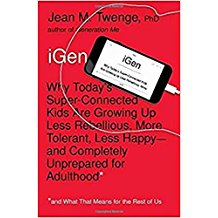 Jean M. Twenge, PhD
author of Generation Me
iGen
iGen
Why Today's
Super-Connected
Kids Are Growing Up
Less Rebellious, More
Tolerant, Less Happy—
and Completely
Unprepared for
Adulthood*
*and What That Means for the Rest of Us